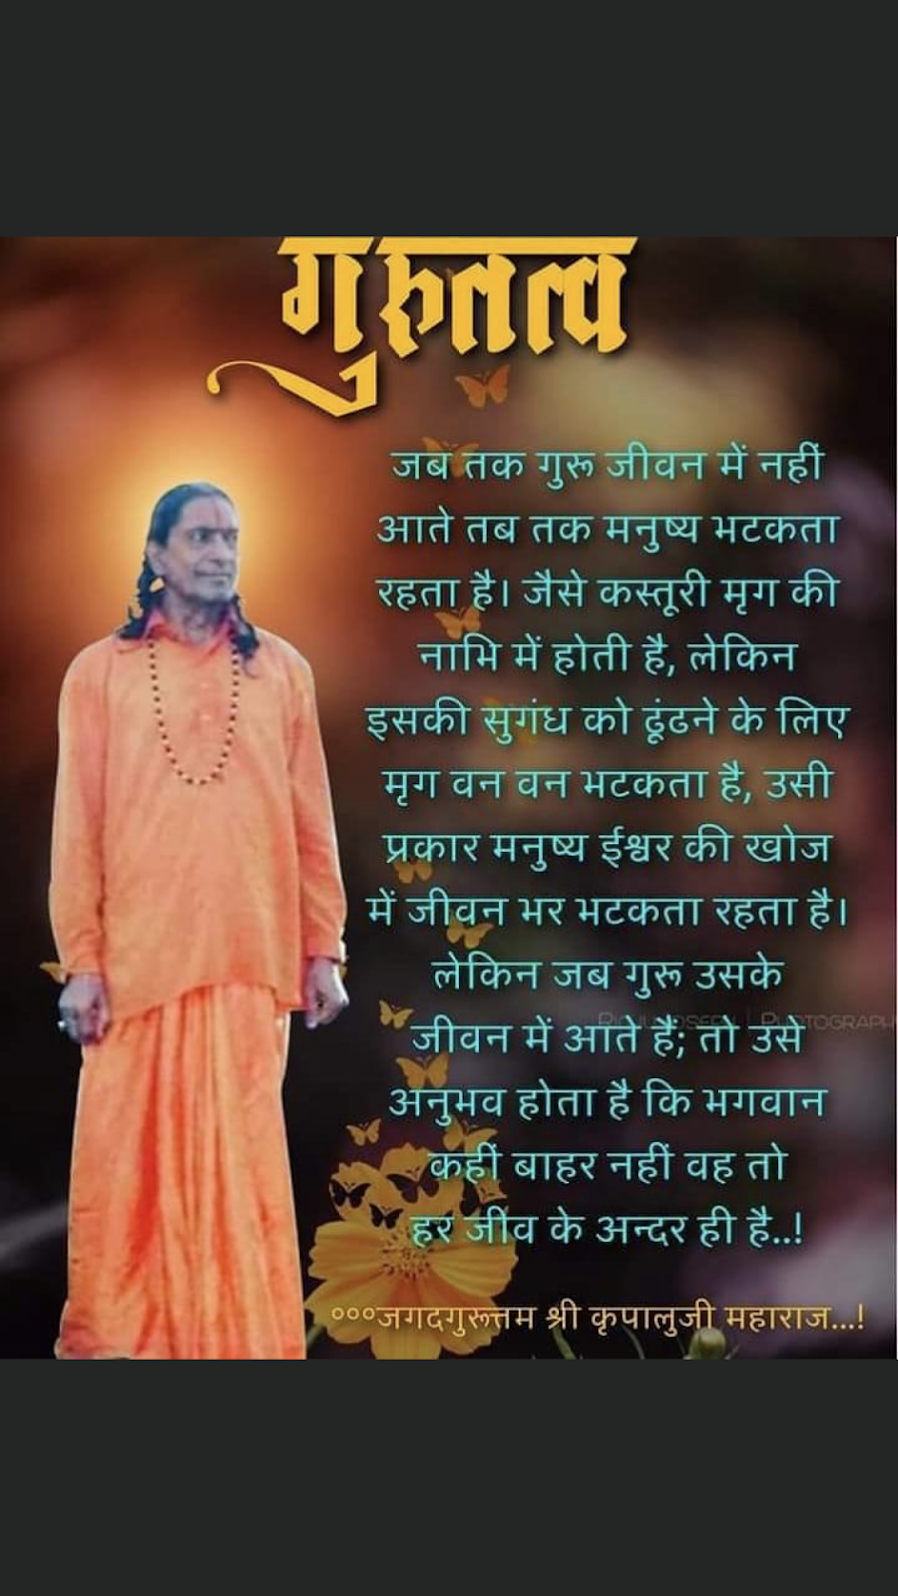 गुरुतत्व
जब तक गुरू जीवन में नहीं
आते तब तक मनुष्य भटकता
रहता है। जैसे कस्तूरी मृग की
नाभि में होती है, लेकिन
इसकी सुगंध को ढूंढने के लिए
मृग वन वन भटकता है, उसी
प्रकार मनुष्य ईश्वर की खोज
में जीवन भर भटकता रहता है।
लेकिन जब गुरू उसके
जीवन में आते हैं; तो उसे
अनुभव होता है कि भगवान
कहीं बाहर नहीं वह तो
हर जीव के अन्दर ही है..!
०००जगदगुरूत्तम श्री कृपालुजी महाराज...!